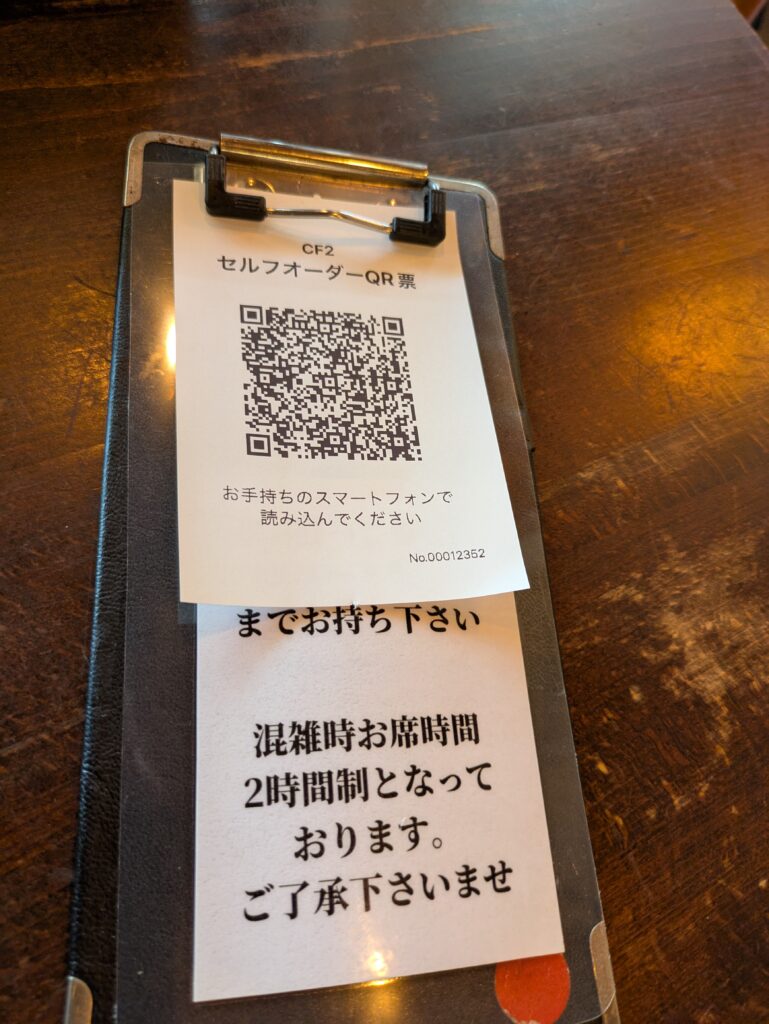 CF2
セルフオーダーQR票
お手持ちのスマートフォンで
読み込んでください
No.00012352
までお持ち下さい
混雑時お席時間
2時間制となって
おります。
ご了承下さいませ